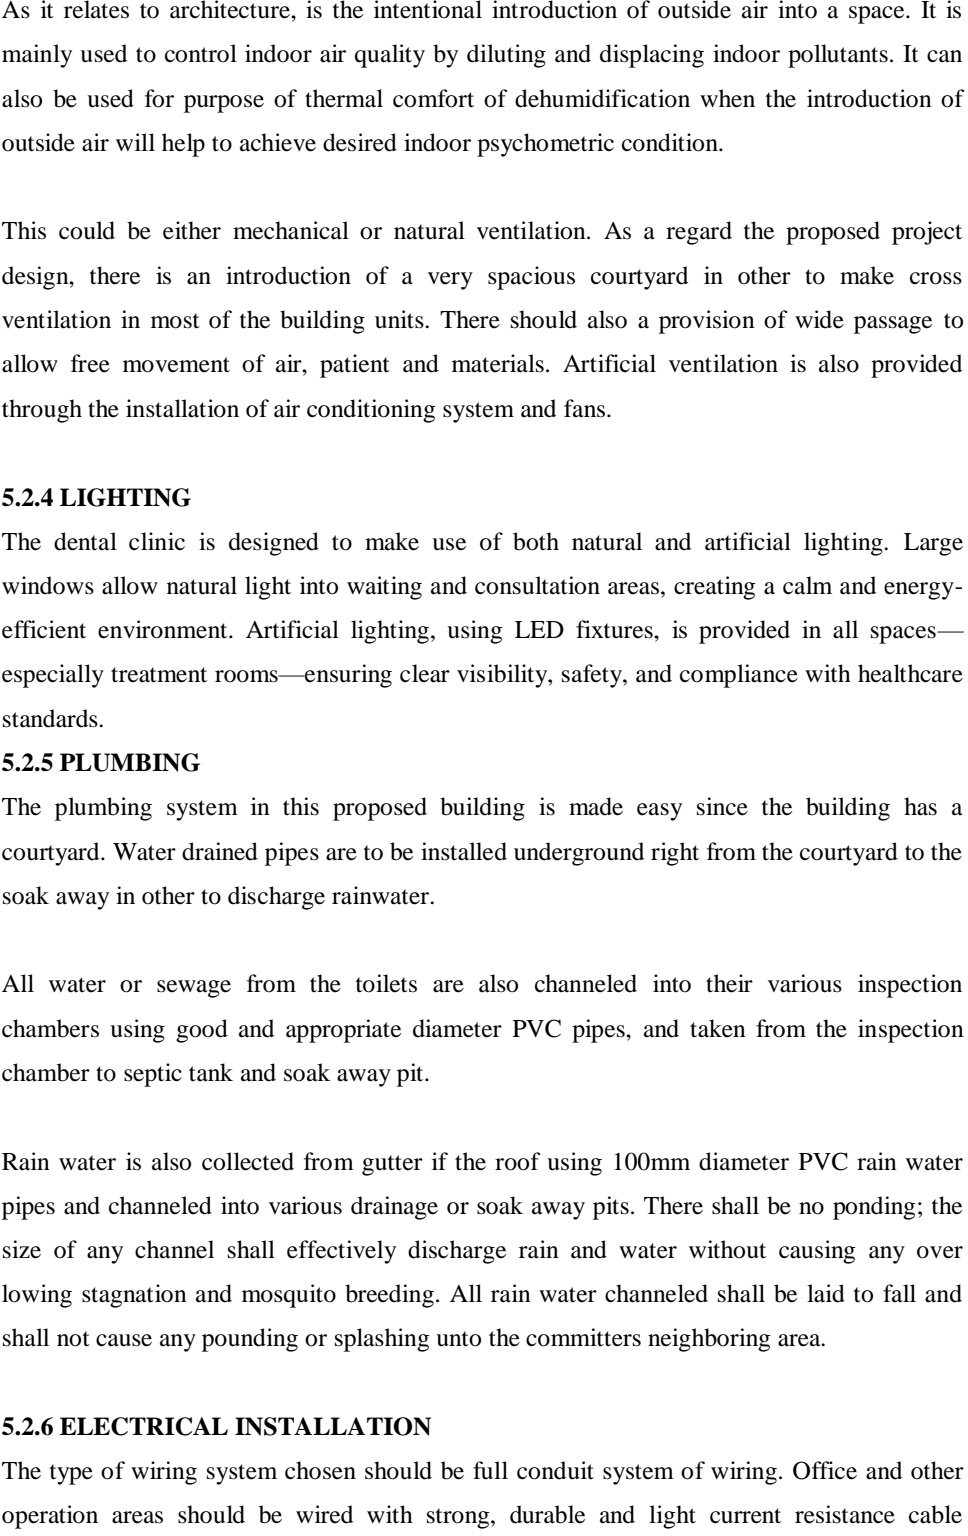 As it relates to architecture, is the intentional introduction of outside air into a space. It is
mainly used to control indoor air quality by diluting and displacing indoor pollutants. It can
also be used for purpose of thermal comfort of dehumidification when the introduction of
outside air will help to achieve desired indoor psychometric condition.

This could be either mechanical or natural ventilation. As a regard the proposed project
design, there is an introduction of a very spacious courtyard in other to make cross
ventilation in most of the building units. There should also a provision of wide passage to
allow free movement of air, patient and materials. Artificial ventilation is also provided
through the installation of air conditioning system and fans.

5.2.4 LIGHTING
The dental clinic is designed to make use of both natural and artificial lighting. Large
windows allow natural light into waiting and consultation areas, creating a calm and energy-
efficient environment. Artificial lighting, using LED fixtures, is provided in all spaces—
especially treatment rooms—ensuring clear visibility, safety, and compliance with healthcare
standards.
5.2.5 PLUMBING
The plumbing system in this proposed building is made easy since the building has a
courtyard. Water drained pipes are to be installed underground right from the courtyard to the
soak away in other to discharge rainwater.

All water or sewage from the toilets are also channeled into their various inspection
chambers using good and appropriate diameter PVC pipes, and taken from the inspection
chamber to septic tank and soak away pit.

Rain water is also collected from gutter if the roof using 100mm diameter PVC rain water
pipes and channeled into various drainage or soak away pits. There shall be no ponding; the
size of any channel shall effectively discharge rain and water without causing any over
lowing stagnation and mosquito breeding. All rain water channeled shall be laid to fall and
shall not cause any pounding or splashing unto the committers neighboring area.

5.2.6 ELECTRICAL INSTALLATION
The type of wiring system chosen should be full conduit system of wiring. Office and other
operation areas should be wired with strong, durable and light current resistance cable